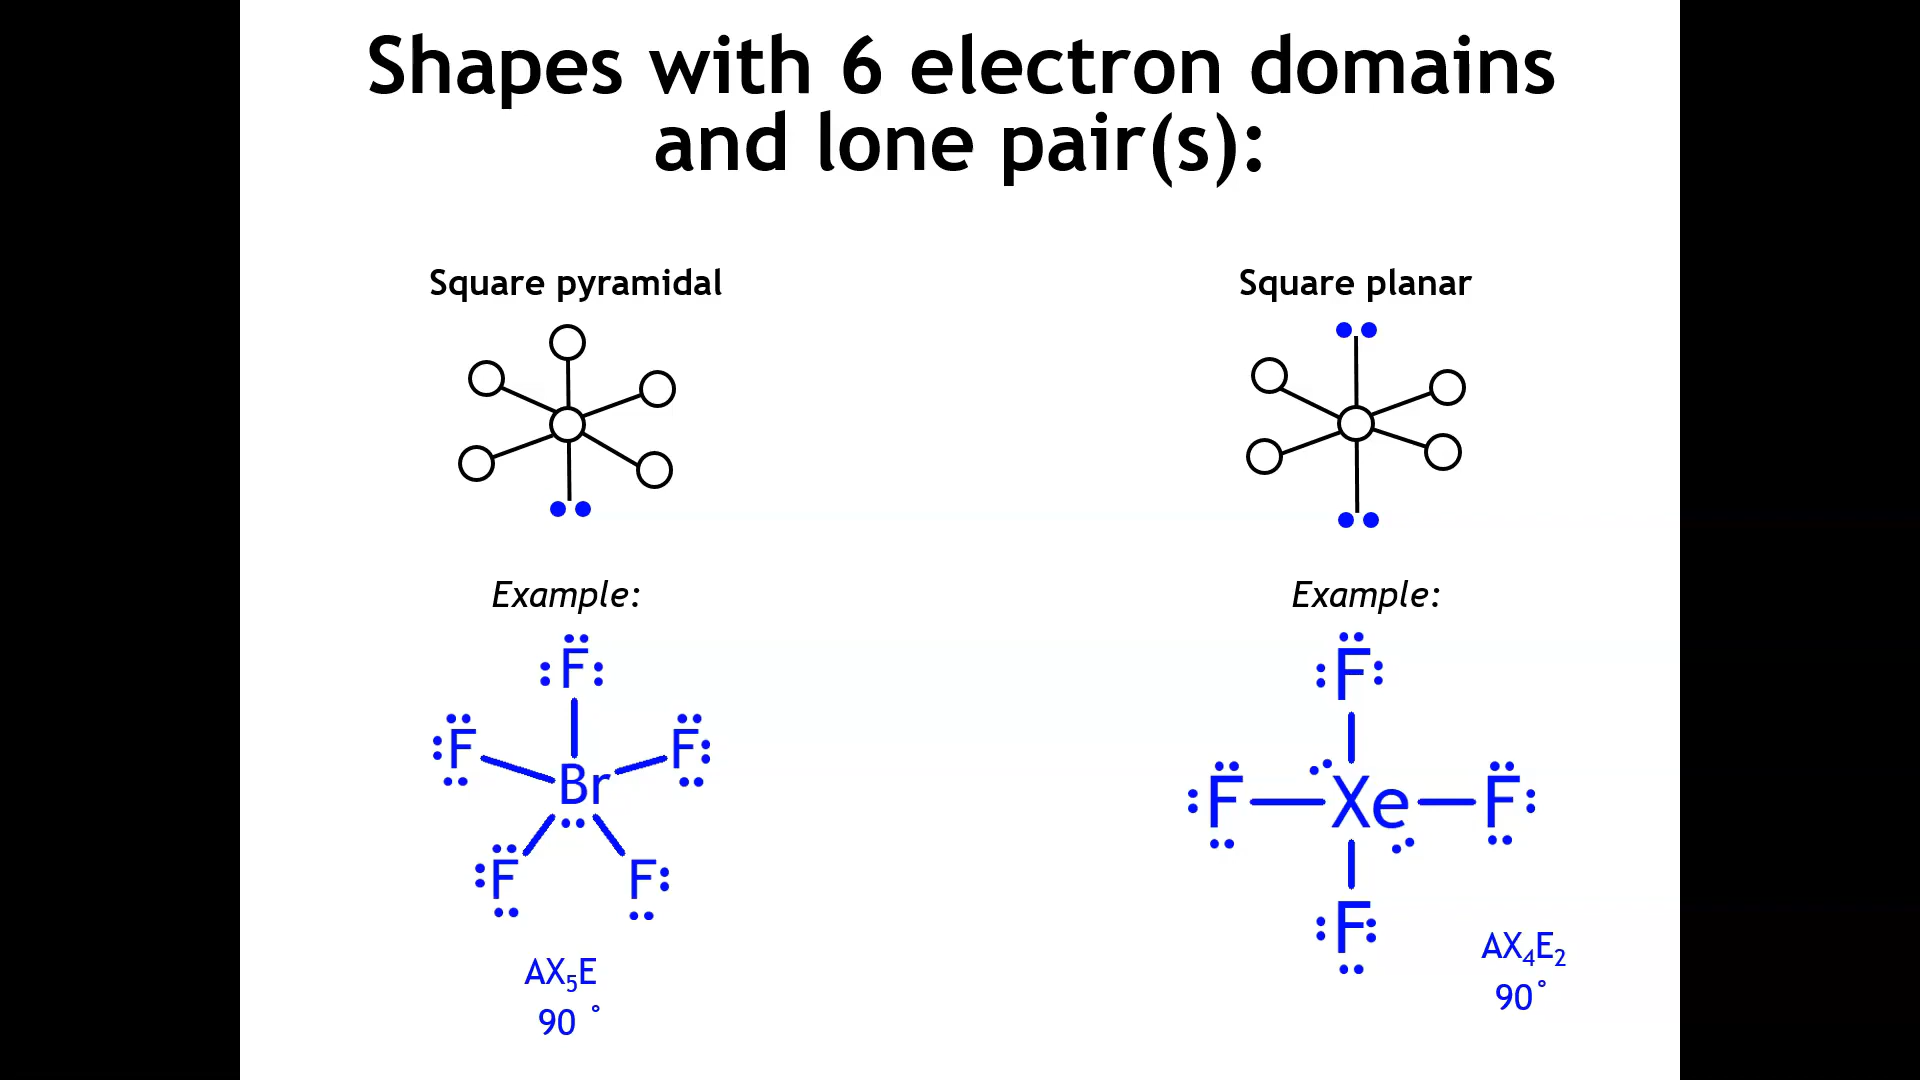 Shapes with 6 electron domains
and lone pair(s):
Square pyramidal
Square planar
Example:
Example:
F
F
F
Br
F
F
F
F
Xe
F
F
AX₅E
90 °
AX₄E₂
90°